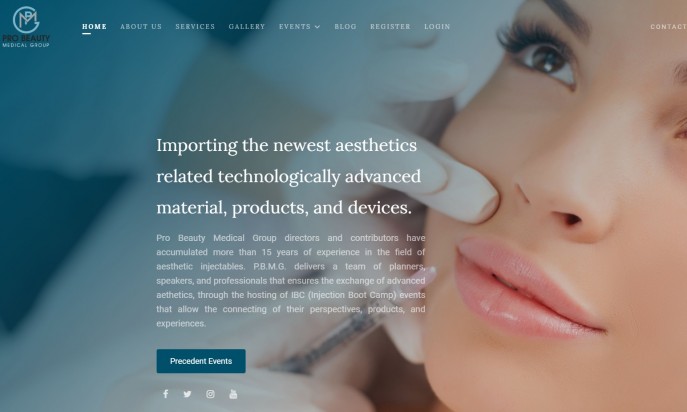 PRO BEAUTY
MEDICAL GROUP
HOME ABOUT US SERVICES GALLERY EVENTS BLOG REGISTER LOGIN CONTACT
Importing the newest aesthetics
related technologically advanced
material, products, and devices.
Pro Beauty Medical Group directors and contributors have
accumulated more than 15 years of experience in the field of
aesthetic injectables. P.B.M.G. delivers a team of planners,
speakers, and professionals that ensures the exchange of advanced
aethetics, through the hosting of IBC (Injection Boot Camp) events
that allow the connecting of their perspectives, products, and
experiences.
Precedent Events